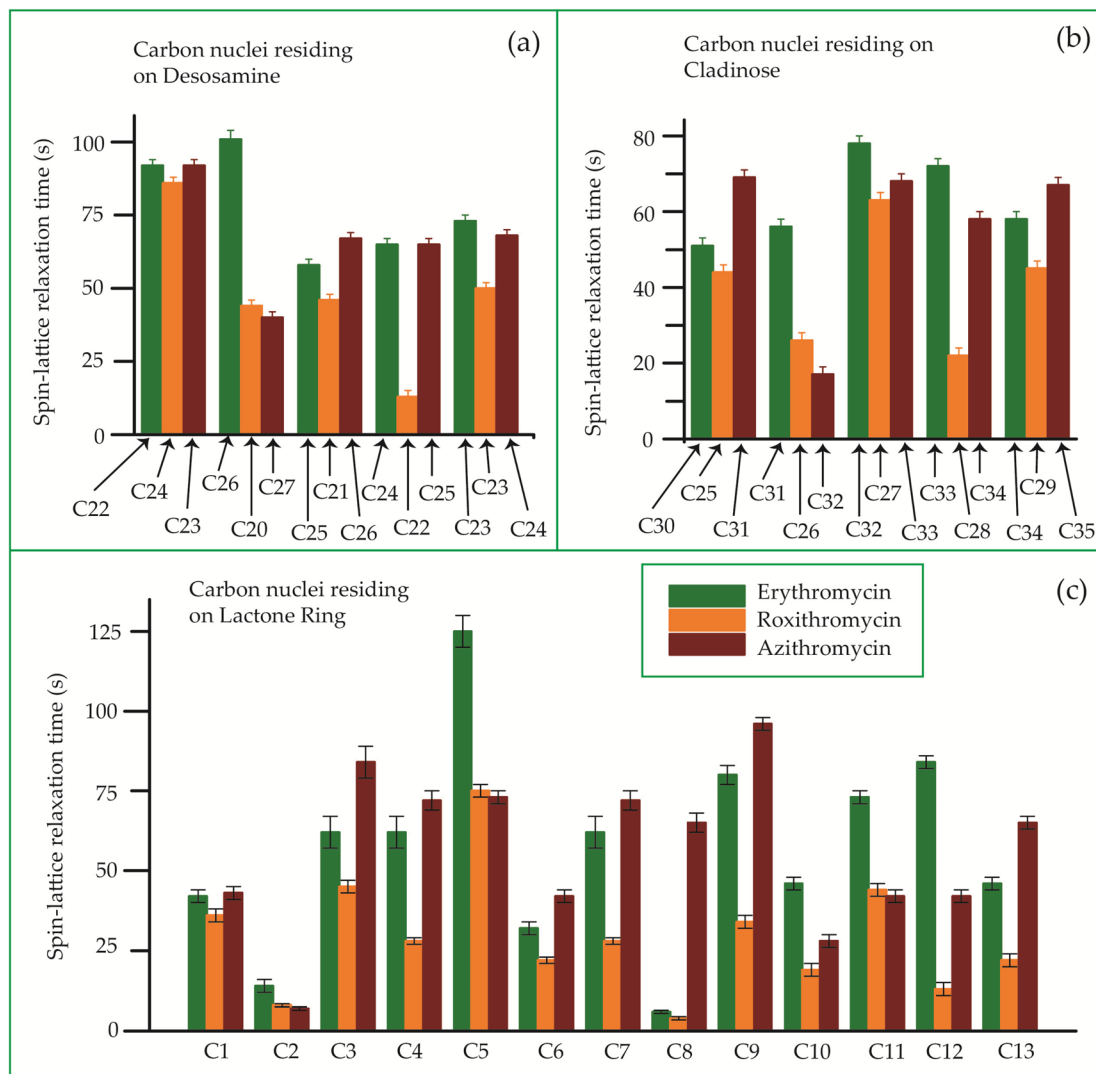 (a)
Carbon nuclei residing
on Desosamine
Spin-lattice relaxation time (s)
100
75
50
25
0
C22
C24
C23
C26
C20
C27
C25
C21
C26
C24
C22
C25
C23
C23
C24
(b)
Carbon nuclei residing on
Cladinose
Spin-lattice relaxation time (s)
80
60
40
20
0
C30
C25
C31
C31
C26
C32
C32
C27
C33
C33
C28
C34
C34
C29
C35
(c)
Carbon nuclei residing
on Lactone Ring
Erythromycin
Roxithromycin
Azithromycin
Spin-lattice relaxation time (s)
125
100
75
50
25
0
C1 C2 C3 C4 C5 C6 C7 C8 C9 C10 C11 C12 C13